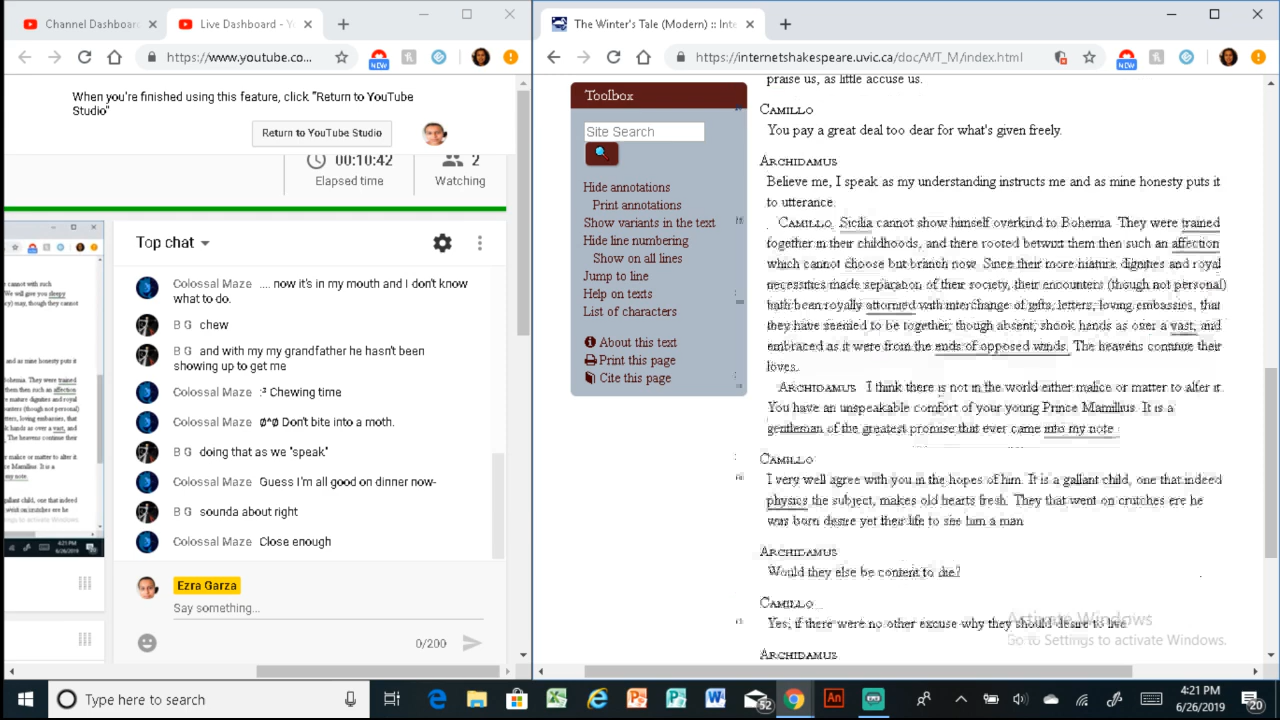 Channel Dashboard
Live Dashboard - Yo
https://www.youtube.co...
NEW
When you're finished using this feature, click "Return to YouTube
Studio"
Return to YouTube Studio
00:10:42
Elapsed time
2
Watching
Top chat
Colossal Maze .... now it's in my mouth and I don't know
what to do.
B G chew
B G and with my my grandfather he hasn't been
showing up to get me
Colossal Maze :³ Chewing time
Colossal Maze ∅^∅ Don't bite into a moth.
B G doing that as we "speak"
Colossal Maze Guess I'm all good on dinner now-
B G sounda about right
Colossal Maze Close enough
Ezra Garza
Say something...
0/200
The Winter's Tale (Modern) :: Inte
https://internetshakespeare.uvic.ca/doc/WT_M/index.html
NEW
Toolbox
Site Search
Hide annotations
Print annotations
Show variants in the text
Hide line numbering
Show on all lines
Jump to line
Help on texts
List of characters
About this text
Print this page
Cite this page
praise us, as little accuse us.
CAMILLO
You pay a great deal too dear for what's given freely.
ARCHIDAMUS
Believe me, I speak as my understanding instructs me and as mine honesty puts it
to utterance.
CAMILLO Sicilia cannot show himself overkind to Bohemia. They were trained
together in their childhoods, and there rooted betwixt them then such an affection
which cannot choose but branch now. Since their more mature dignities and royal
necessities made separation of their society, their encounters (though not personal)
hath been royally attorneyed with interchange of gifts, letters, loving embassies, that
they have seemed to be together, though absent, shook hands as over a vast, and
embraced as it were from the ends of opposed winds. The heavens continue their
loves.
ARCHIDAMUS I think there is not in the world either malice or matter to alter it.
You have an unspeakable comfort of your young Prince Mamillius. It is a
gentleman of the greatest promise that ever came into my note.
CAMILLO
I very well agree with you in the hopes of him. It is a gallant child, one that indeed
physics the subject, makes old hearts fresh. They that went on crutches ere he
was born desire yet their life to see him a man
ARCHIDAMUS
Would they else be content to die?
CAMILLO
Yes, if there were no other excuse why they should desire to live
ARCHIDAMUS
Activate Windows
Go to Settings to activate Windows.
Type here to search
52
An
4:21 PM
6/26/2019
20